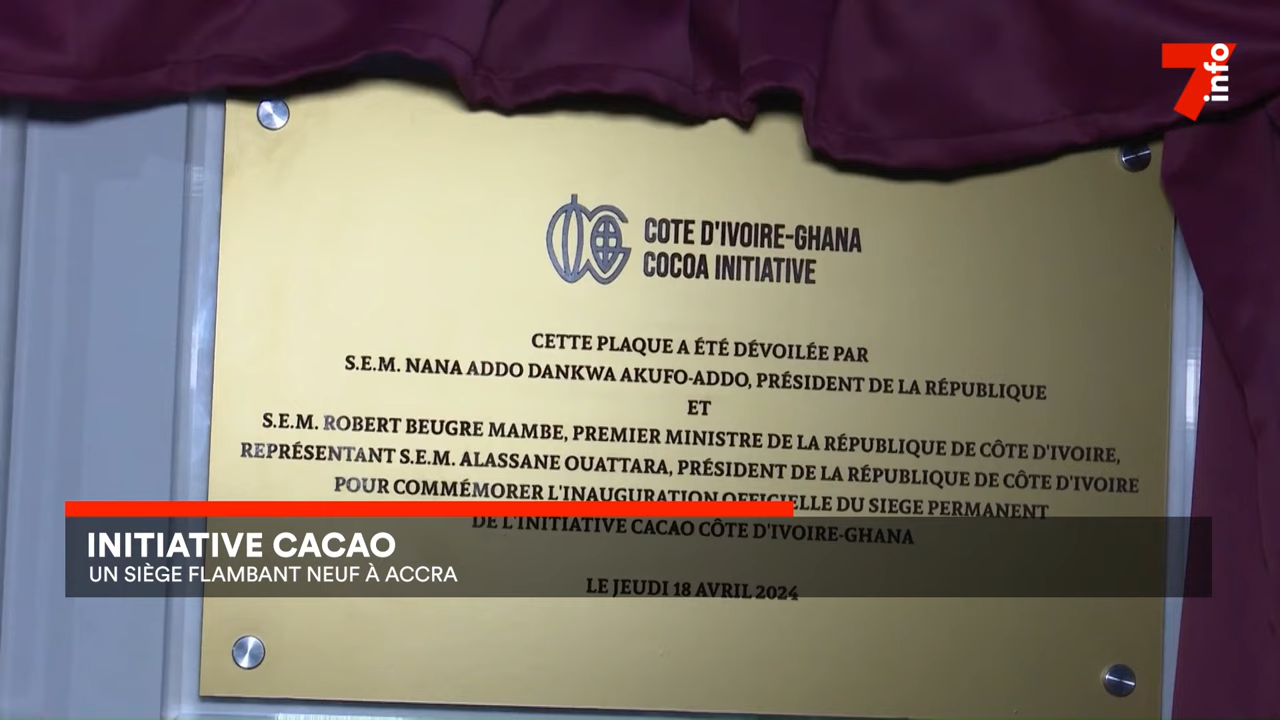 7info
COTE D'IVOIRE-GHANA
COCOA INITIATIVE
CETTE PLAQUE A ÉTÉ DÉVOILÉE PAR
S.E.M. NANA ADDO DANKWA AKUFO-ADDO, PRÉSIDENT DE LA RÉPUBLIQUE
ET
S.E.M. ROBERT BEUGRE MAMBE, PREMIER MINISTRE DE LA RÉPUBLIQUE DE CÔTE D'IVOIRE,
REPRÉSENTANT S.E.M. ALASSANE OUATTARA, PRÉSIDENT DE LA RÉPUBLIQUE DE CÔTE D'IVOIRE
POUR COMMÉMORER L'INAUGURATION OFFICIELLE DU SIEGE PERMANENT
DE L'INITIATIVE CACAO CÔTE D'IVOIRE-GHANA
LE JEUDI 18 AVRIL 2024
INITIATIVE CACAO
UN SIÈGE FLAMBANT NEUF À ACCRA